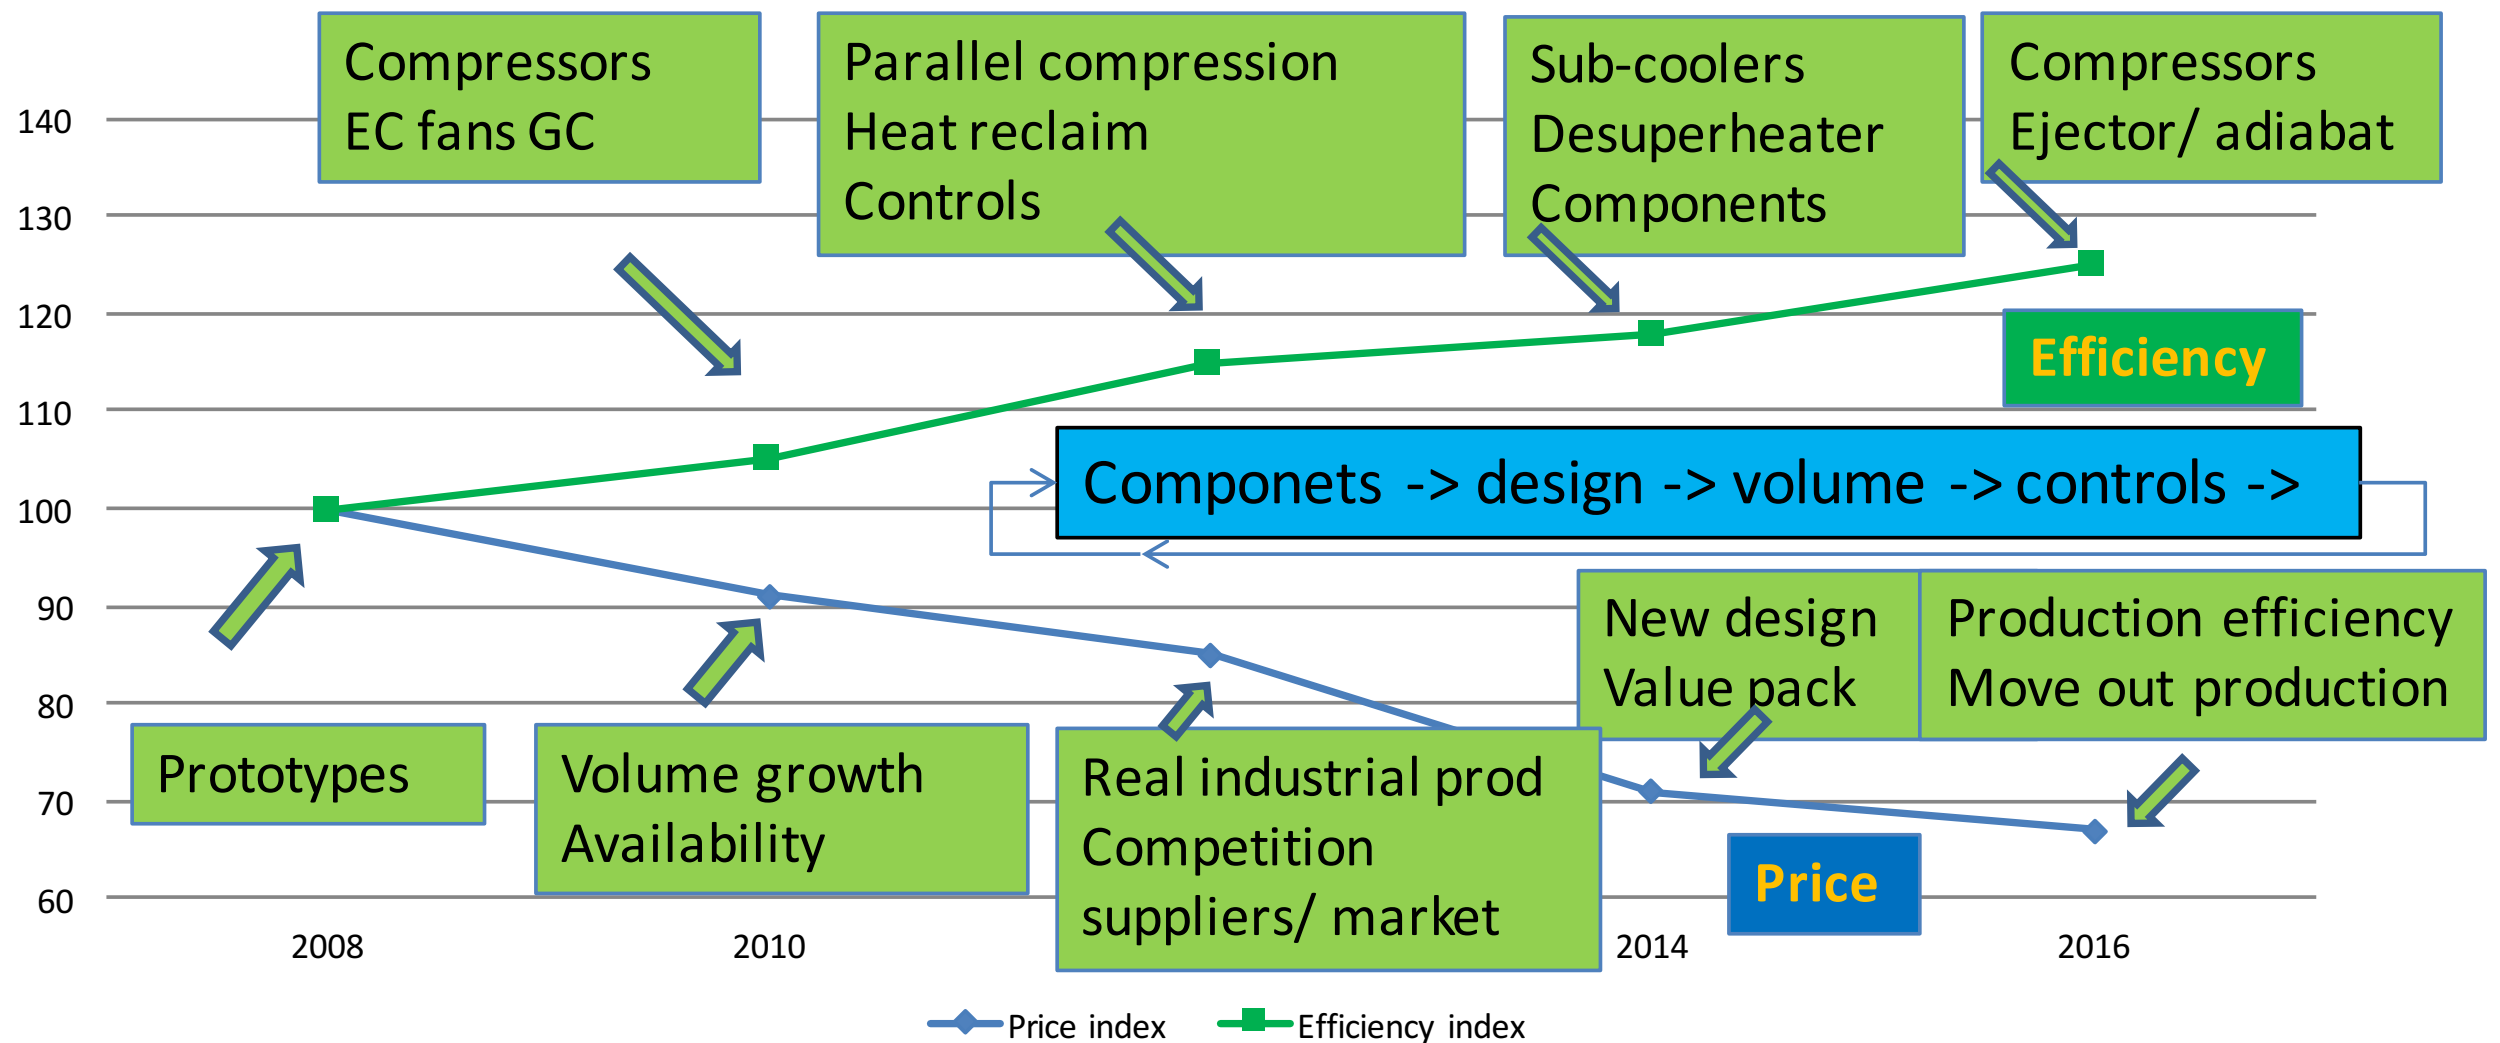 Compressors
EC fans GC
Parallel compression
Heat reclaim
Controls
Sub-coolers
Desuperheater
Components
Compressors
Ejector/ adiabat
140
130
120
110
100
90
80
70
60
Efficiency
Componets -> design -> volume -> controls ->
New design
Value pack
Production efficiency
Move out production
Prototypes
Volume growth
Availability
Real industrial prod
Competition
suppliers/ market
Price
2008
2010
2014
2016
Price index
Efficiency index